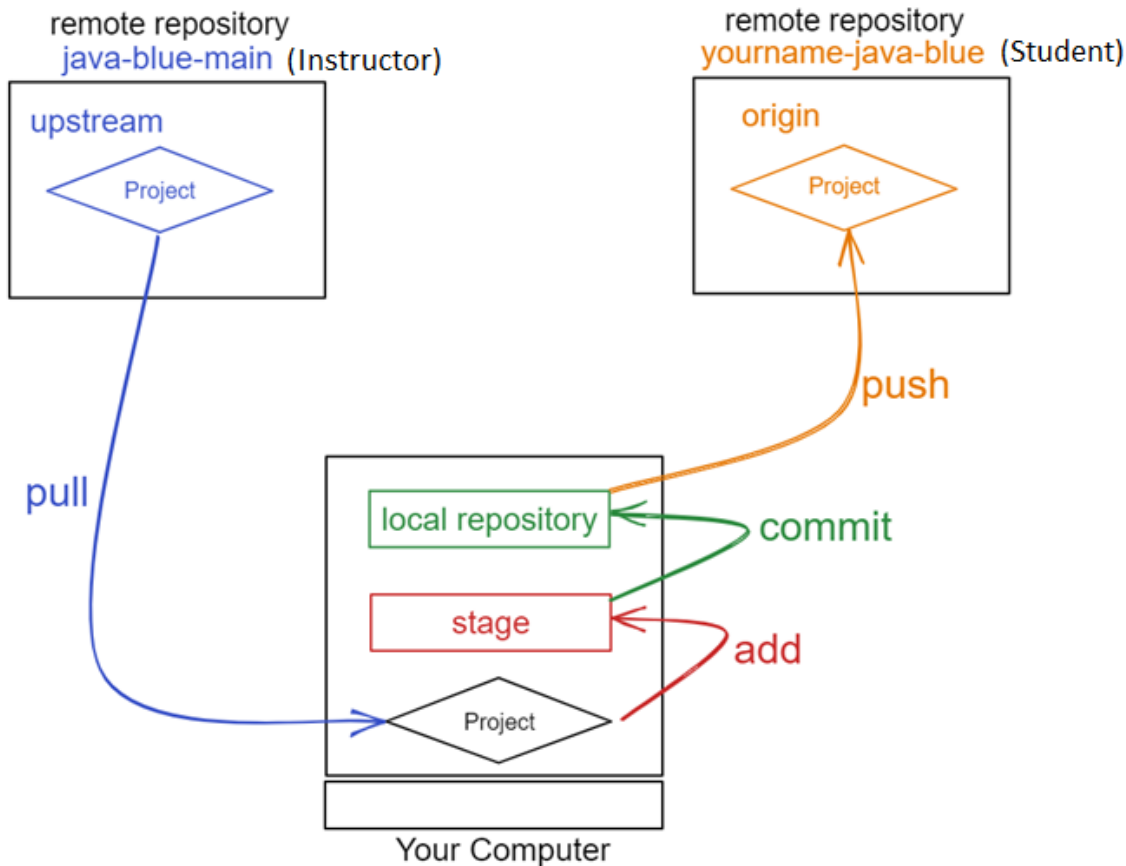 remote repository
java-blue-main (Instructor)
upstream
Project
remote repository
yourname-java-blue (Student)
origin
Project
push
pull
local repository
commit
stage
add
Project
Your Computer